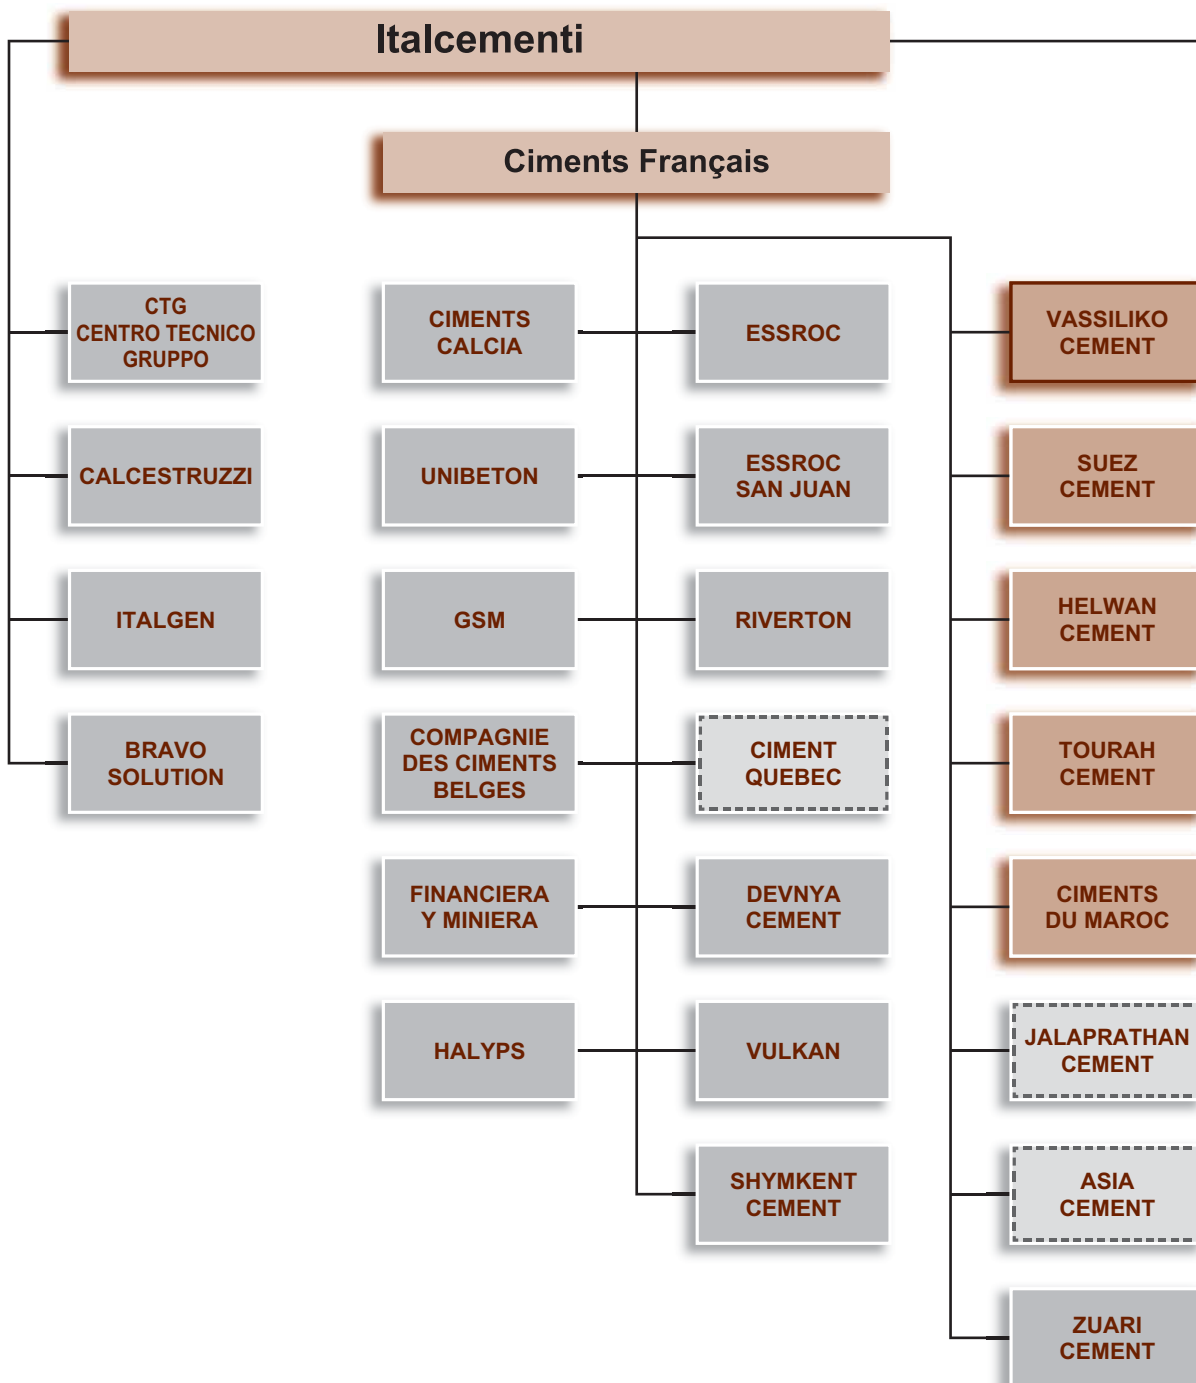 Italcementi
Ciments Français
CTG
CENTRO TECNICO
GRUPPO
CALCESTRUZZI
ITALGEN
BRAVO
SOLUTION
CIMENTS
CALCIA
UNIBETON
GSM
COMPAGNIE
DES CIMENTS
BELGES
FINANCIERA
Y MINIERA
HALYPS
ESSROC
ESSROC
SAN JUAN
RIVERTON
CIMENT
QUEBEC
DEVNYA
CEMENT
VULKAN
SHYMKENT
CEMENT
VASSILIKO
CEMENT
SUEZ
CEMENT
HELWAN
CEMENT
TOURAH
CEMENT
CIMENTS
DU MAROC
JALAPRATHAN
CEMENT
ASIA
CEMENT
ZUARI
CEMENT